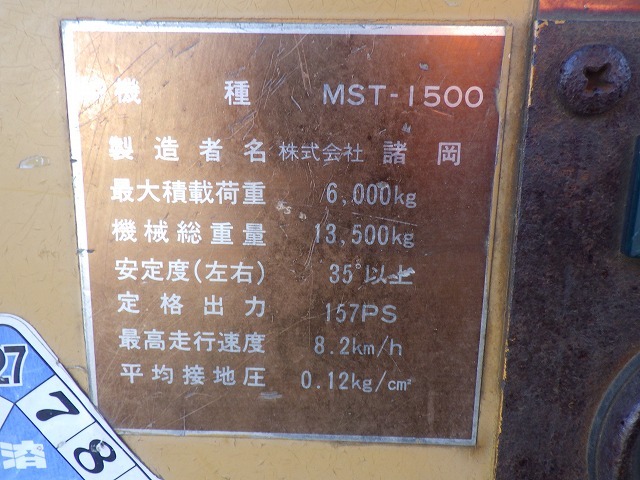 機 種 MST-1500
製造者名 株式会社 諸岡
最大積載荷重 6,000kg
機械総重量 13,500kg
安定度(左右) 35°以上
定格出力 157PS
最高走行速度 8.2km/h
平均接地圧 0.12kg/cm²
27
7
8
溶